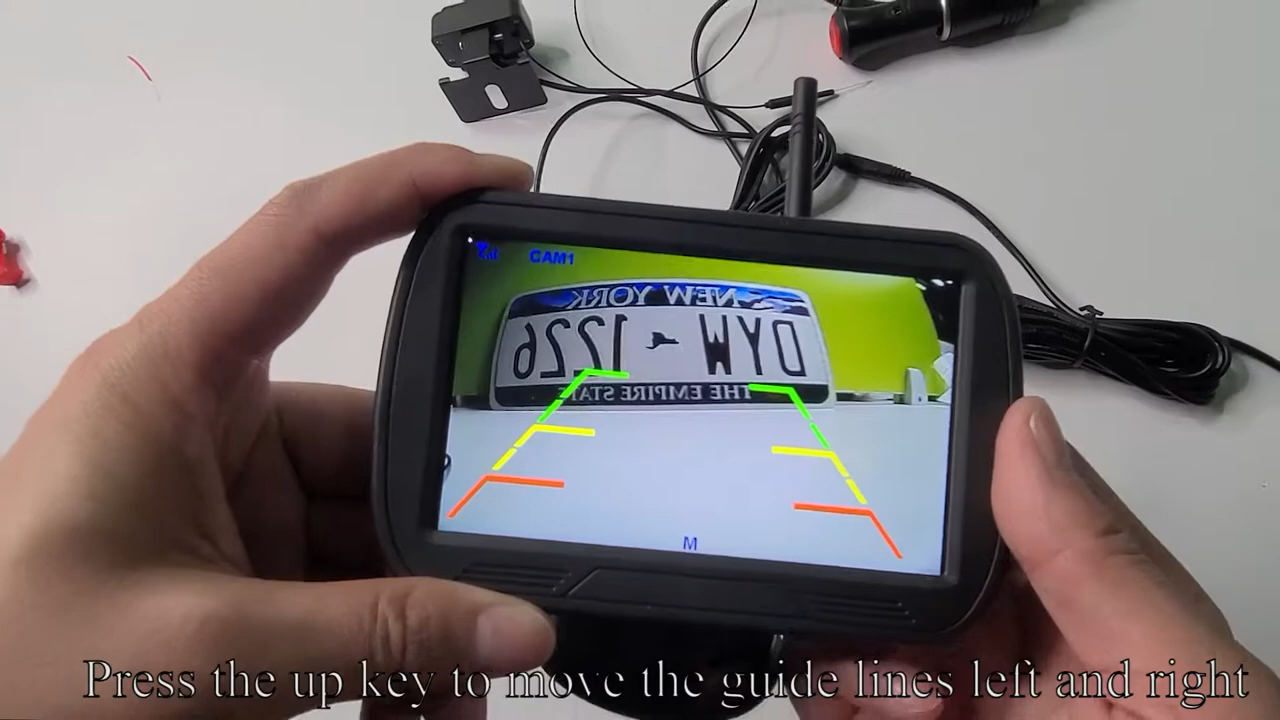 CAM1
NEW YORK
DYW 1226
THE EMPIRE STATE
M
Press the up key to move the guide lines left and right